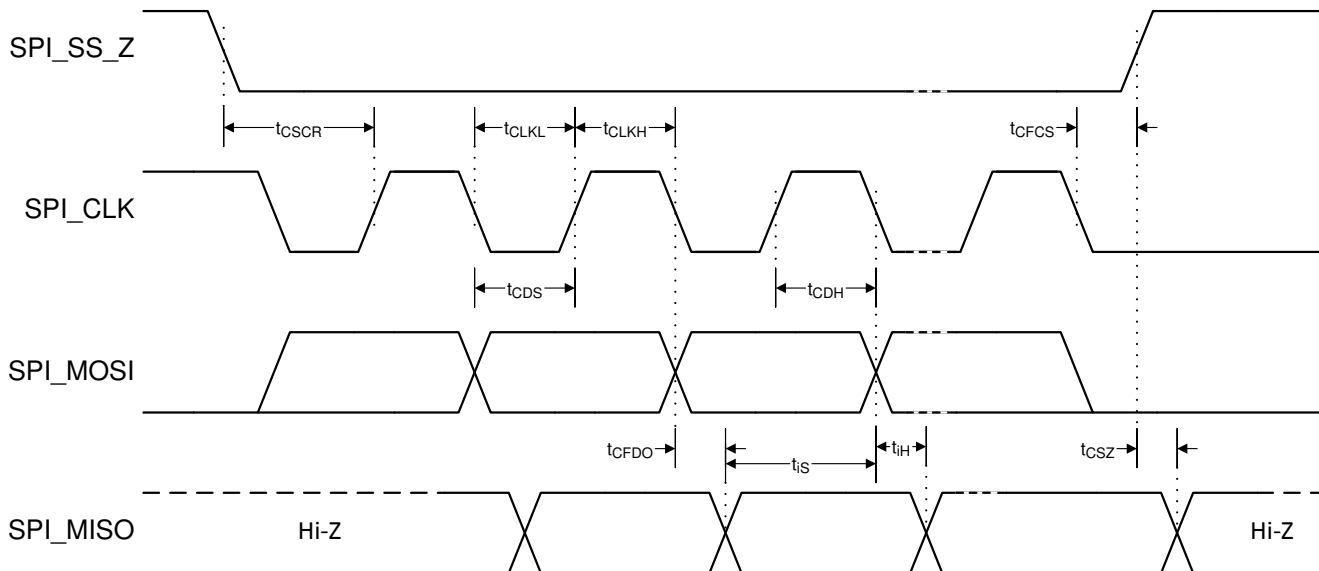 SPI_SS_Z
tCSCR
tCLKL
tCLKH
tCFCS
SPI_CLK
tCDS
tCDH
SPI_MOSI
tCFDO
tiS
tiH
tCSZ
SPI_MISO
Hi-Z
Hi-Z